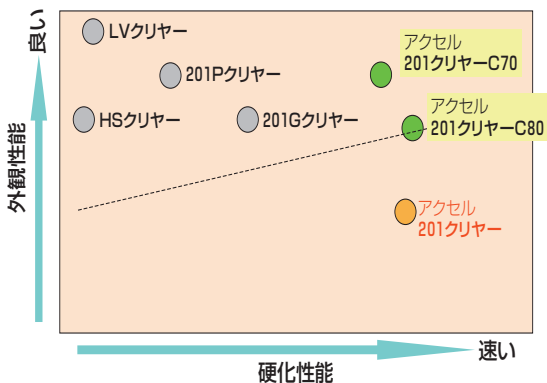 良い
外観性能
LVクリヤー
201Pクリヤー
HSクリヤー
201Gクリヤー
アクセル
201クリヤーC70
アクセル
201クリヤーC80
アクセル
201クリヤー
速い
硬化性能